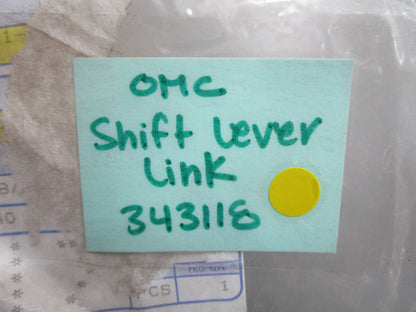 OMC
Shift Lever
Link
343118
PKG. QTY.
PCS 1